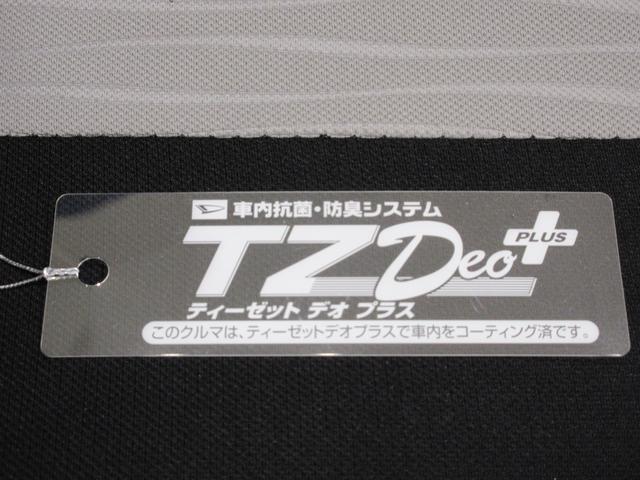 車内抗菌・防臭システム
TZ Deo PLUS
ティーゼット デオ プラス
このクルマは、ティーゼットデオプラスで車内をコーティング済です。